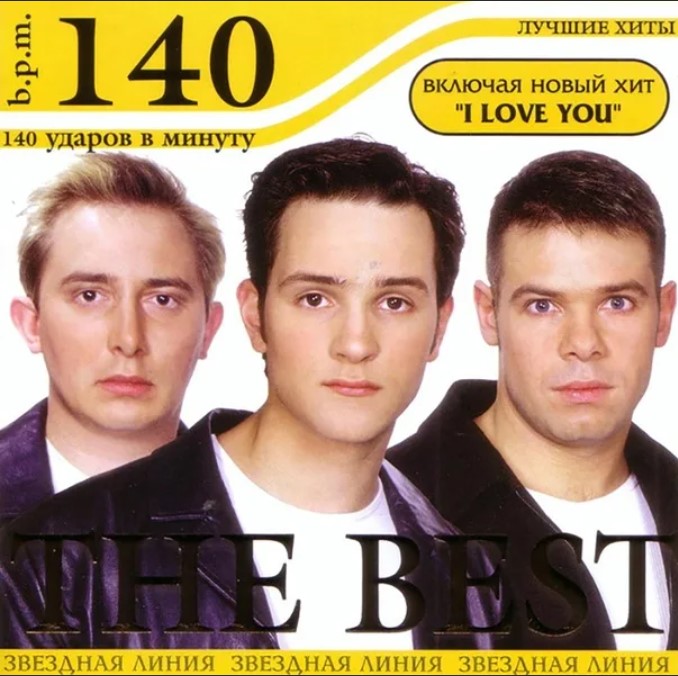 b.p.m.
140
140 ударов в минуту
ЛУЧШИЕ ХИТЫ
ВКЛЮЧАЯ НОВЫЙ ХИТ
"I LOVE YOU"
THE BEST
ЗВЕЗДНАЯ ЛИНИЯ ЗВЕЗДНАЯ ЛИНИЯ ЗВЕЗДНАЯ ЛИНИЯ